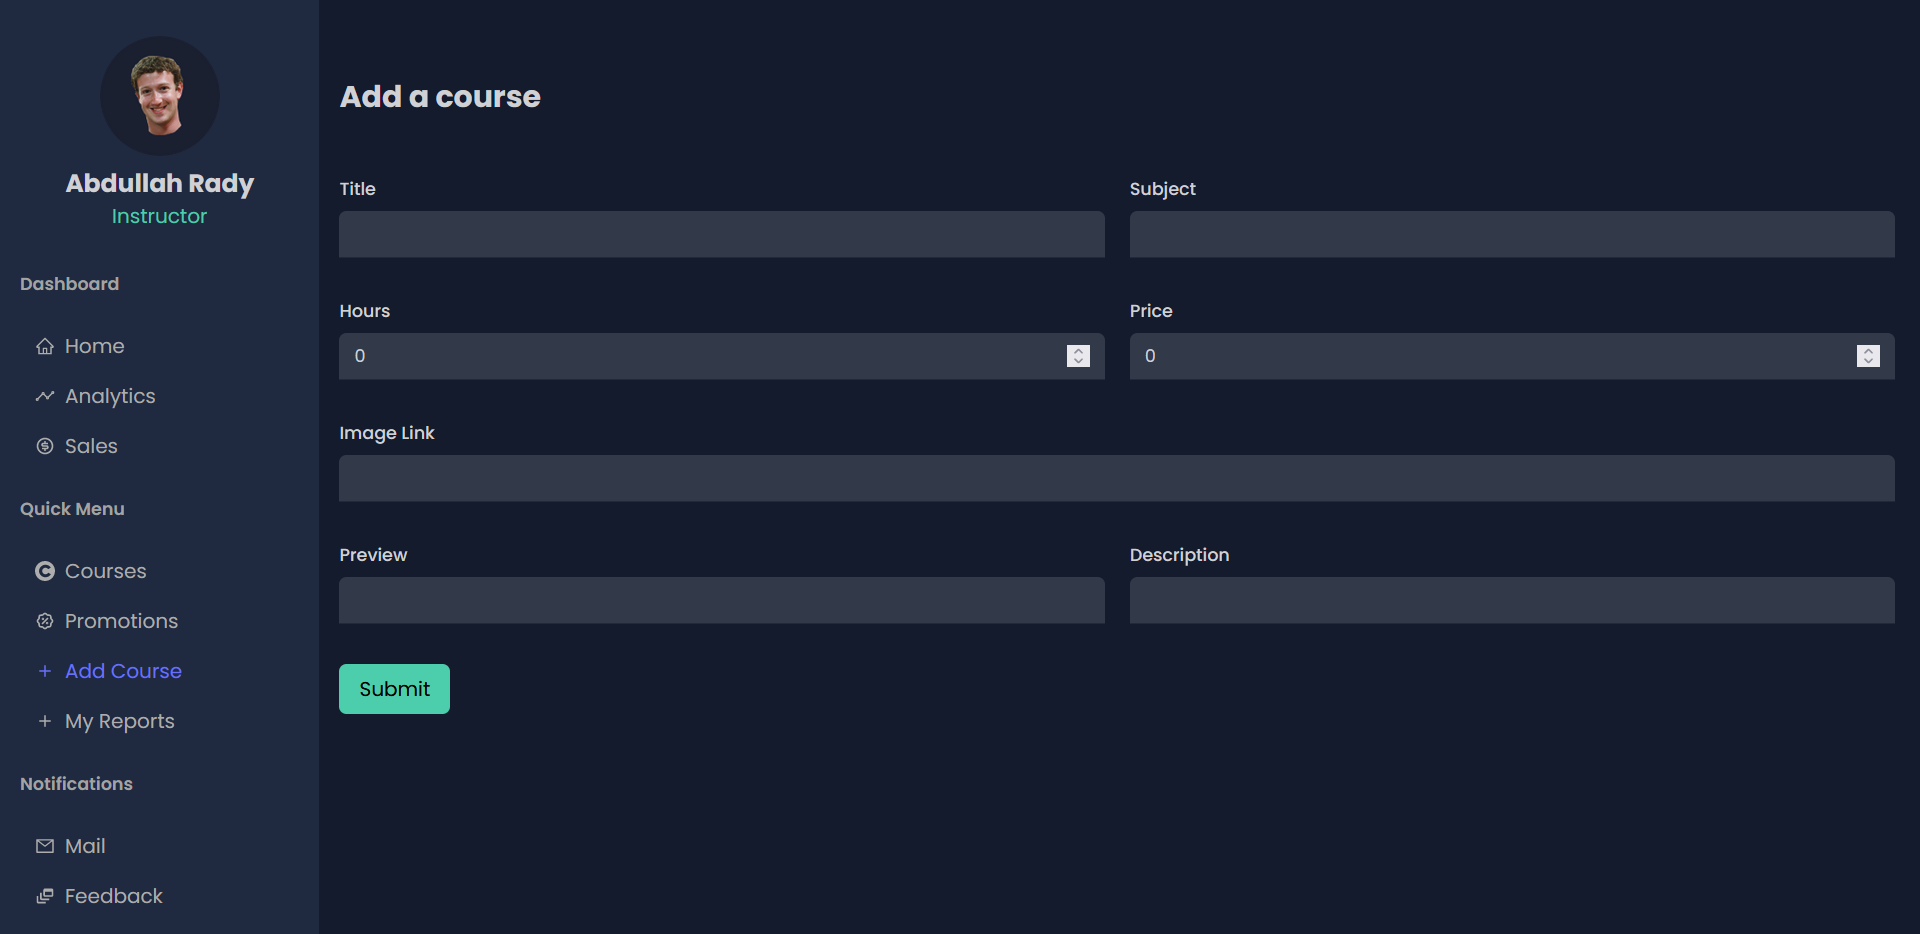 Abdullah Rady
Instructor
Dashboard
Home
Analytics
Sales
Quick Menu
Courses
Promotions
Add Course
My Reports
Notifications
Mail
Feedback
Add a course
Title
Subject
Hours
0
Price
0
Image Link
Preview
Description
Submit